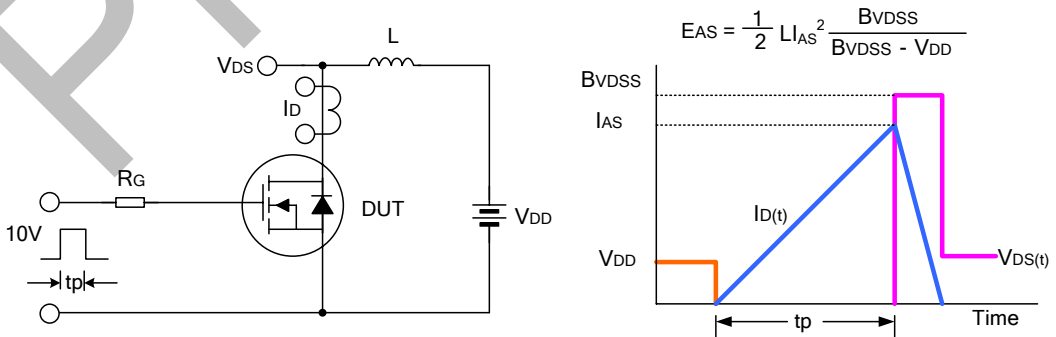 L
VDS
ID
RG
DUT
VDD
10V
tp
EAS = 1/2 LIAS² BVDSS / (BVDSS - VDD)
BVDSS
IAS
ID(t)
VDD
VDS(t)
tp
Time